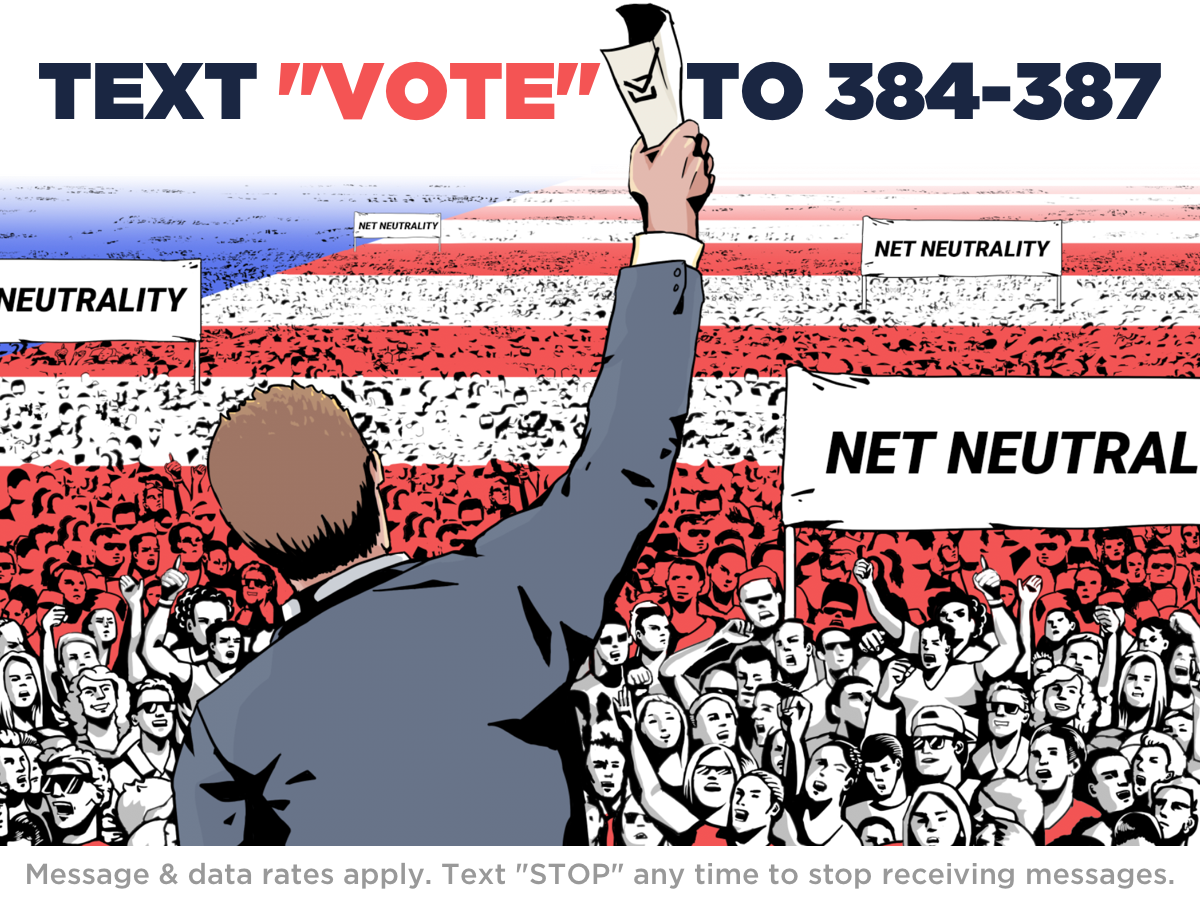 TEXT "VOTE" TO 384-387
NET NEUTRALITY
NET NEUTRALITY
NEUTRALITY
NET NEUTRAL
Message & data rates apply. Text "STOP" any time to stop receiving messages.